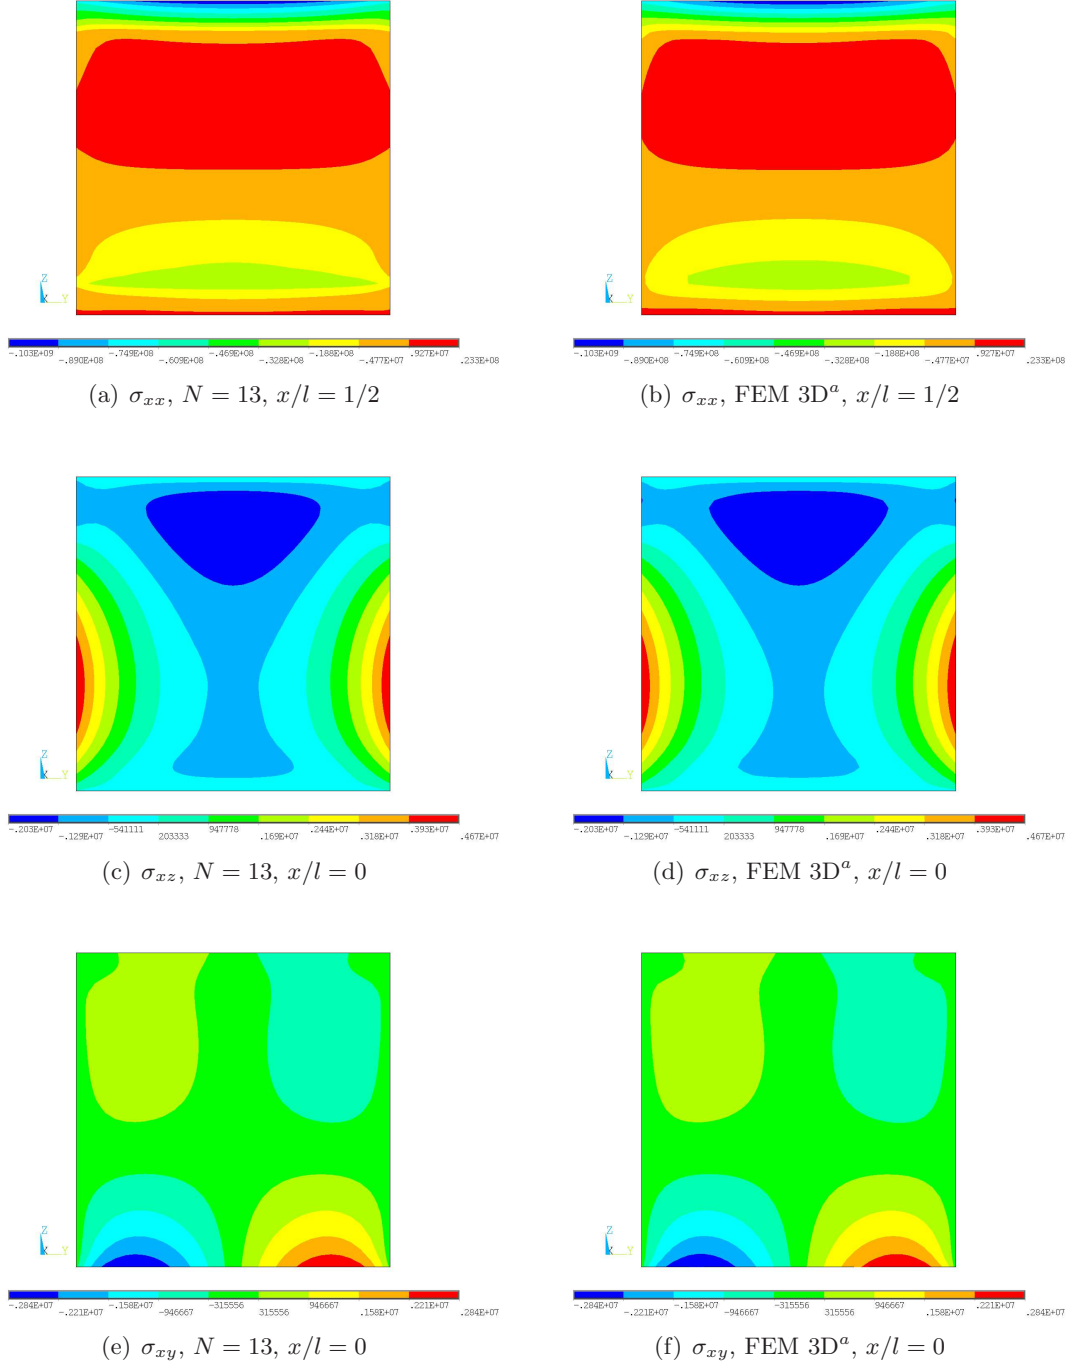 Z
X Y
Z
X Y
-.103E+09 -.749E+08 -.469E+08 -.188E+08 .927E+07
-.890E+08 -.609E+08 -.328E+08 -.477E+07 .233E+08
-.103E+09 -.749E+08 -.469E+08 -.188E+08 .927E+07
-.890E+08 -.609E+08 -.328E+08 -.477E+07 .233E+08
(a) σxx, N = 13, x/l = 1/2
(b) σxx, FEM 3Dᵃ, x/l = 1/2
Z
X Y
Z
X Y
-.203E+07 -541111 947778 .244E+07 .393E+07
-.129E+07 203333 .169E+07 .318E+07 .467E+07
-.203E+07 -541111 947778 .244E+07 .393E+07
-.129E+07 203333 .169E+07 .318E+07 .467E+07
(c) σxz, N = 13, x/l = 0
(d) σxz, FEM 3Dᵃ, x/l = 0
Z
X Y
Z
X Y
-.284E+07 -.158E+07 -315556 946667 .221E+07
-.221E+07 -946667 315556 .158E+07 .284E+07
-.284E+07 -.158E+07 -315556 946667 .221E+07
-.221E+07 -946667 315556 .158E+07 .284E+07
(e) σxy, N = 13, x/l = 0
(f) σxy, FEM 3Dᵃ, x/l = 0